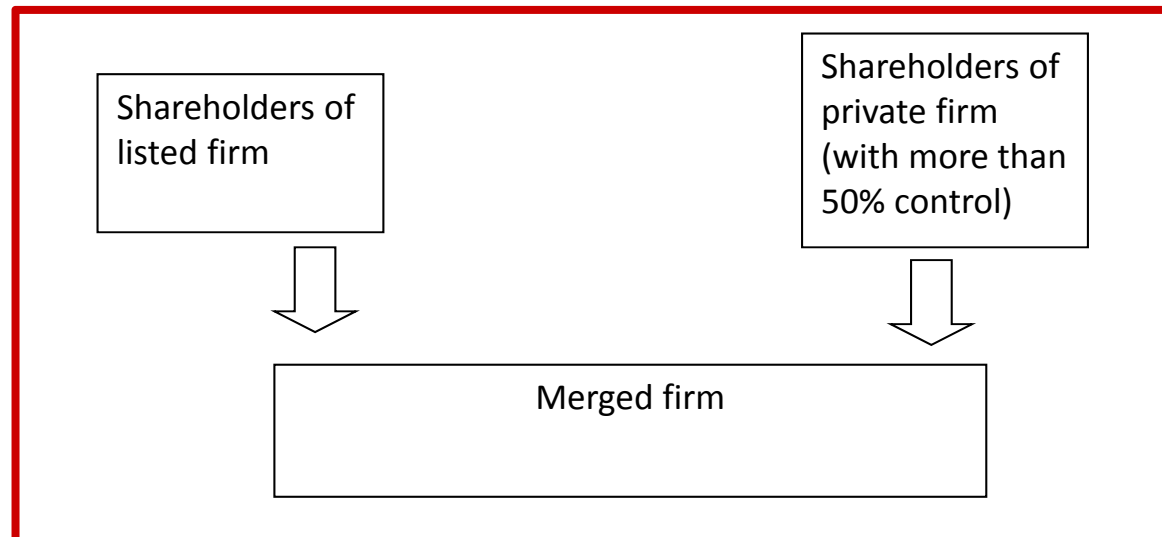 Shareholders of
listed firm
Shareholders of
private firm
(with more than
50% control)
Merged firm